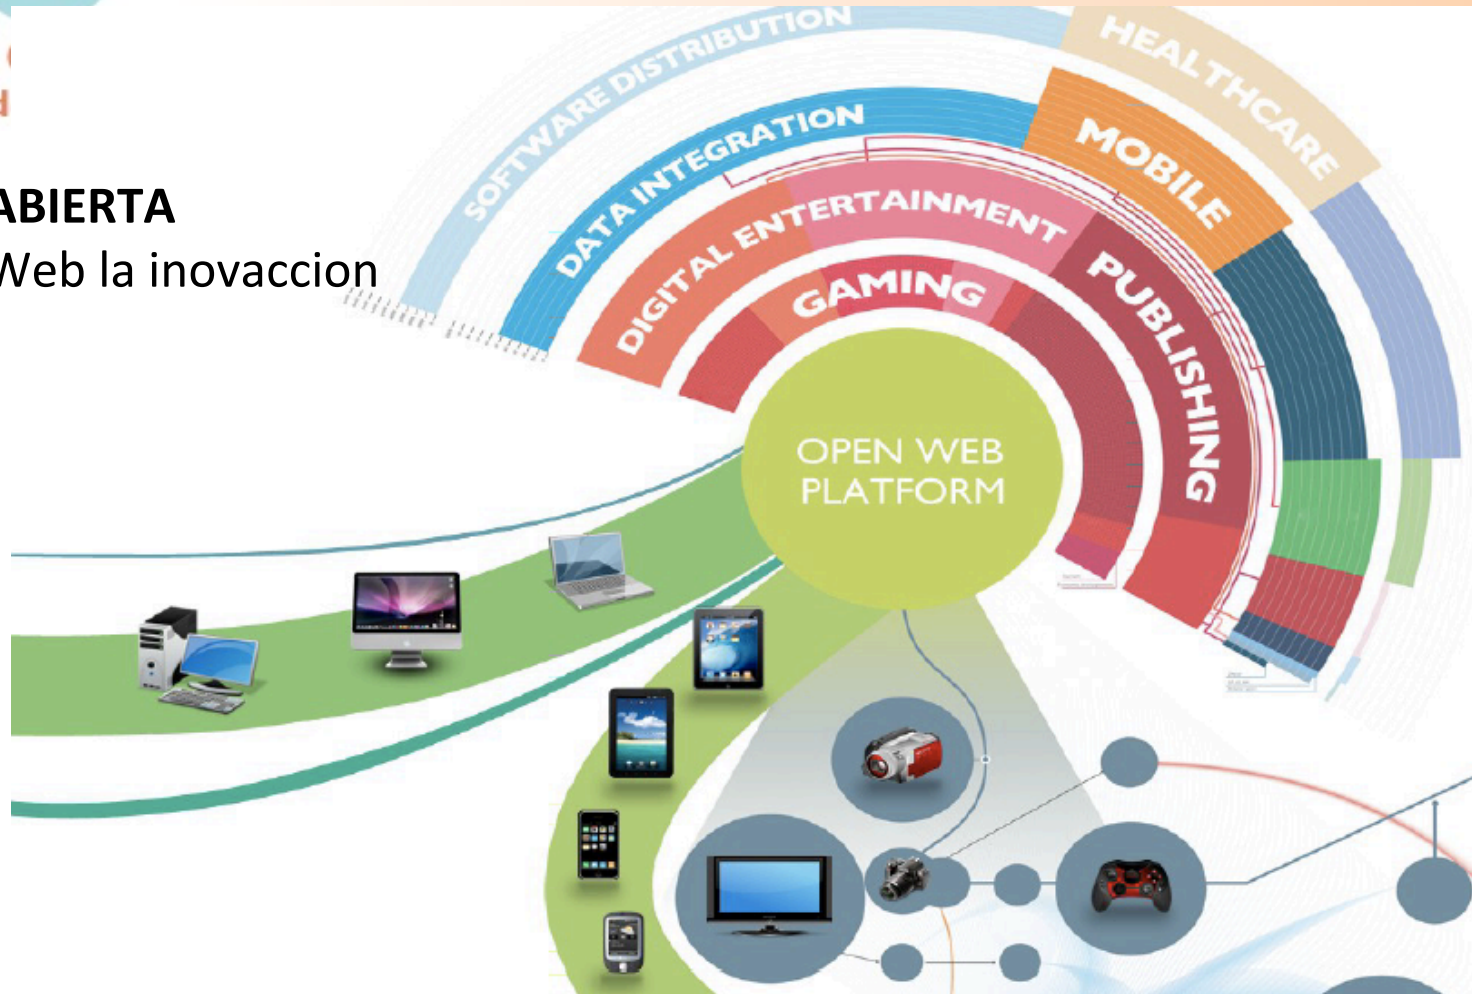 ABIERTA
Web la inovaccion
SOFTWARE DISTRIBUTION
HEALTHCARE
DATA INTEGRATION
MOBILE
DIGITAL ENTERTAINMENT
PUBLISHING
GAMING
OPEN WEB
PLATFORM